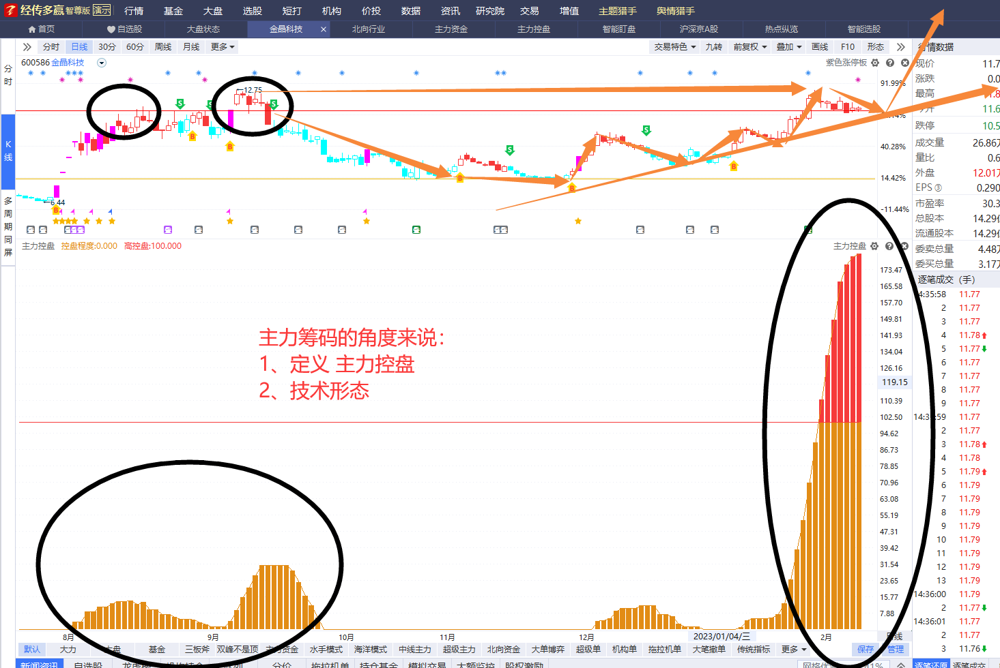 经传多赢 智尊版 演示 行情 基金 大盘 选股 短打 机构 价投 数据 资讯 研究院 交易 增值 主题猎手 舆情猎手
首页 自选股 大盘状态 金晶科技 × 北向行业 主力资金 主力控盘 智能盯盘 沪深京A股 热点纵览 智能选股
分时 日线 30分 60分 周线 月线 更多 交易特色 九转 前复权 叠加 画线 F10 形态
600586 金晶科技
紫色涨停板
分时
K线
多周期同屏
12.75
6.44
91.99%
40.28%
14.42%
-11.44%
主力控盘 控盘程度:0.000 高控盘:100.000
主力控盘
主力筹码的角度来说：
1、定义 主力控盘
2、技术形态
173.47
165.58
157.70
149.81
141.93
134.04
126.16
119.15
110.39
102.50
94.62
86.73
78.85
70.96
63.08
55.19
47.31
39.42
31.54
23.65
15.77
7.88
8月 9月 10月 11月 12月 2023/01/04/三 2月 日线
默认 大力 基金 三板斧 双峰不是顶 主力资金 水手模式 海洋模式 中线主力 超级主力 北向资金 大单博弈 超级单 机构单 拖拉机单 大笔撤单 传统指标 更多 保存 管理
新闻资讯 自选股 分价 拖拉机单 持仓基金 模拟交易 大额监控 股权激励
行情数据
现价 11.7
涨跌 0.0
最高
11.6
跌停 10.5
成交量 26.86万
量比 0.6
外盘 12.01万
EPS③ 0.290
市盈率 30.3
总股本 14.29亿
流通股本 14.29亿
委卖总量 4.48万
委买总量 3.17万
逐笔成交（手）
14:35:58 11.77
2 11.77
3 11.77
4 11.78
5 11.77
6 11.77
7 11.77
8 11.77
9 11.77
14:35:59 11.77
2 11.77
3 11.78
4 11.78
5 11.79
6 11.79
7 11.79
8 11.79
9 11.79
10 11.79
11 11.79
12 11.79
13 11.79
14:36:00 11.79
2 11.77
14:36:01 11.77
2 11.77
3 11.76
逐笔还原 逐笔成交